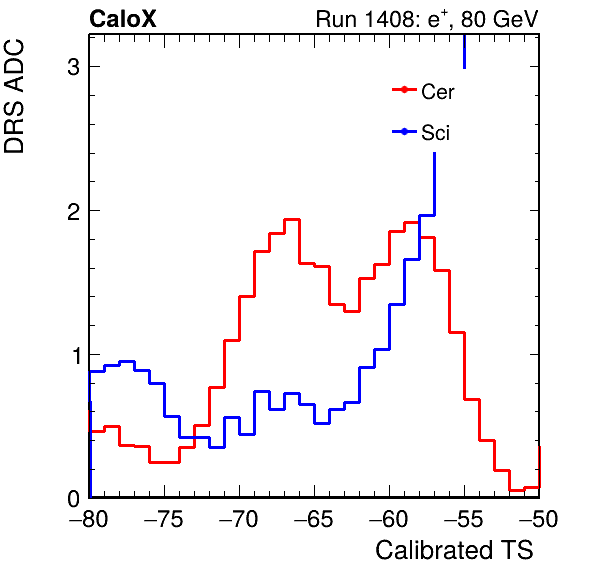 CaloX Run 1408: e⁺, 80 GeV
DRS ADC
3
Cer
Sci
2
1
0
−80 −75 −70 −65 −60 −55 −50
Calibrated TS